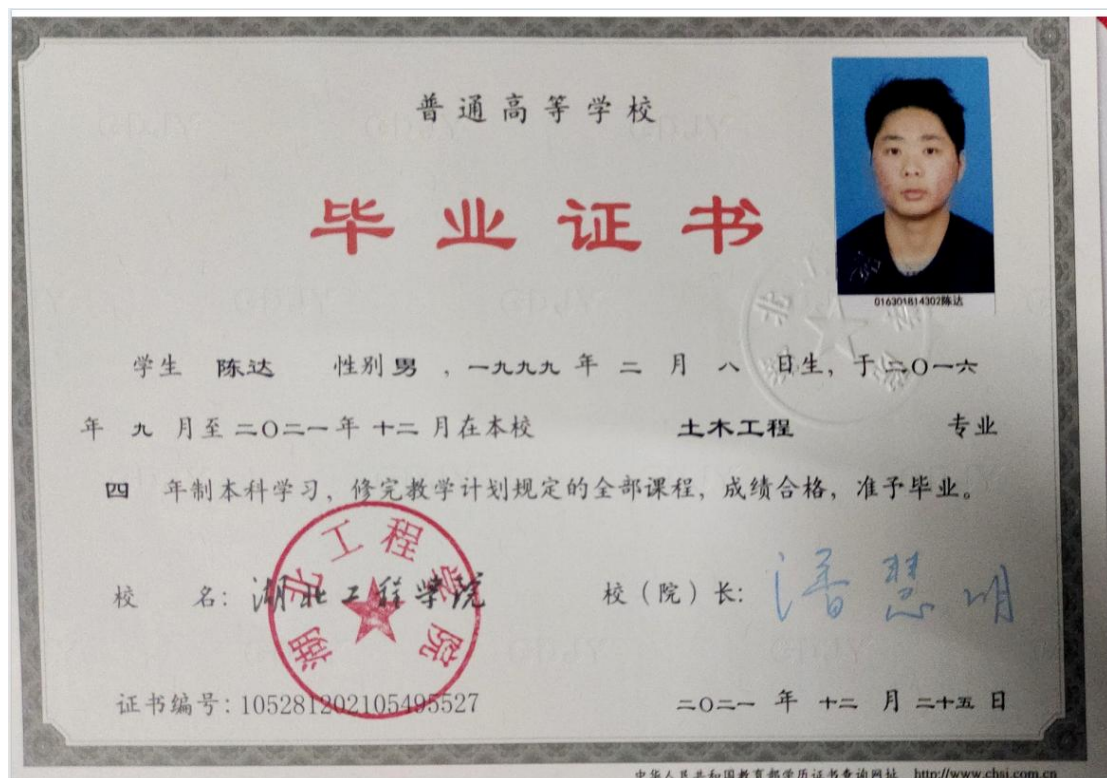 普通高等学校
毕业证书
016301814302陈达
学生 陈达 性别 男 ，一九九九 年 二 月 八 日生，于二〇一六
年 九 月至 二〇二一 年 十二 月在本校 土木工程 专业
四 年制本科学习，修完教学计划规定的全部课程，成绩合格，准予毕业。
校 名：湖北工程学院
湖北工程学院
校（院）长：潘慧明
证书编号：105281202105495527
二〇二一 年 十二 月 二十五 日
中华人民共和国教育部学历证书查询网址 http://www.chsi.com.cn